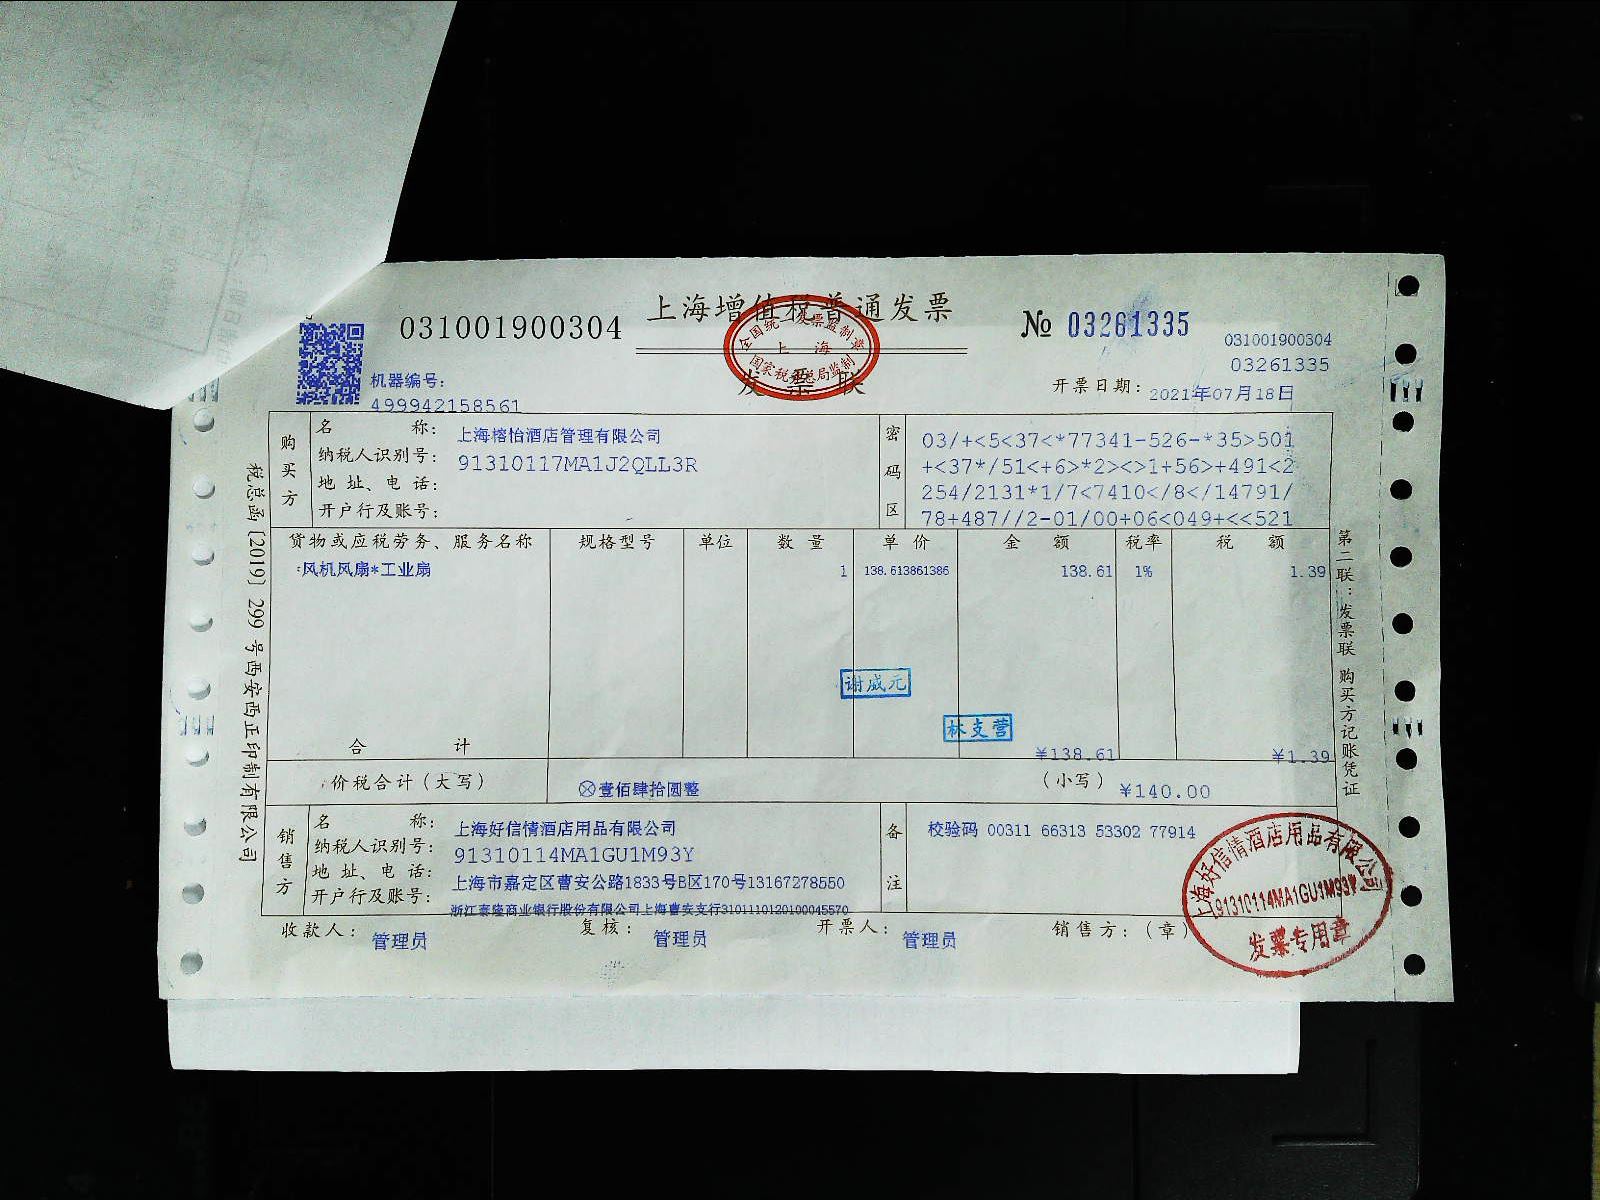 上海增值税普通发票
031001900304
№ 03261335
031001900304
03261335
全国统一发票监制章
上海
国家税务总局监制
发票联
机器编号:
499942158561
开票日期: 2021年07月18日
购买方
名称: 上海榕怡酒店管理有限公司
纳税人识别号: 91310117MA1J2QLL3R
地址、电话:
开户行及账号:
密码区
03/+<5<37<*77341-526-*35>501
+<37*/51<+6>*2><>1+56>+491<2
254/2131*1/7<7410</8</14791/
78+487//2-01/00+06<049+<<521
货物或应税劳务、服务名称 规格型号 单位 数量 单价 金额 税率 税额
*风机风扇*工业扇 1 138.613861386 138.61 1% 1.39
谢威元
林支营
合计 ¥138.61 ¥1.39
价税合计(大写) ⊗壹佰肆拾圆整 (小写) ¥140.00
销售方
名称: 上海好信情酒店用品有限公司
纳税人识别号: 91310114MA1GU1M93Y
地址、电话: 上海市嘉定区曹安公路1833号B区170号13167278550
开户行及账号: 浙江泰隆商业银行股份有限公司上海曹安支行3101110120100045570
备注
校验码 00311 66313 53302 77914
收款人: 管理员 复核: 管理员 开票人: 管理员 销售方:(章)
上海好信情酒店用品有限公司
91310114MA1GU1M93Y
发票专用章
税总函[2019]299号西安西正印制有限公司
第二联:发票联 购买方记账凭证